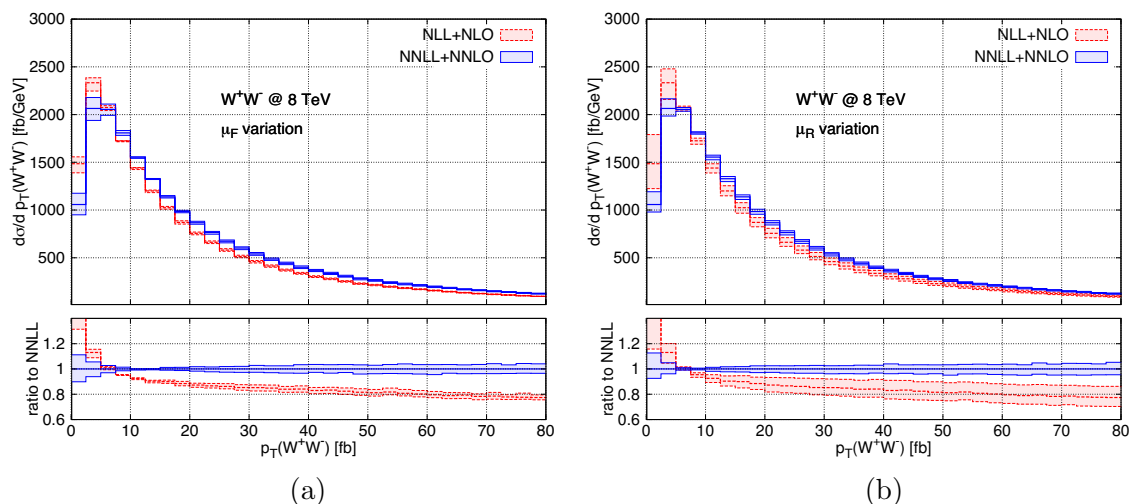 3000
2500
2000
1500
1000
500
dσ/d p_T(W⁺W⁻) [fb/GeV]
NLL+NLO
NNLL+NNLO
W⁺W⁻ @ 8 TeV
μ_F variation
1.2
1
0.8
0.6
ratio to NNLL
0 10 20 30 40 50 60 70 80
p_T(W⁺W⁻) [fb]
(a)
3000
2500
2000
1500
1000
500
dσ/d p_T(W⁺W⁻) [fb/GeV]
NLL+NLO
NNLL+NNLO
W⁺W⁻ @ 8 TeV
μ_R variation
1.2
1
0.8
0.6
ratio to NNLL
0 10 20 30 40 50 60 70 80
p_T(W⁺W⁻) [fb]
(b)